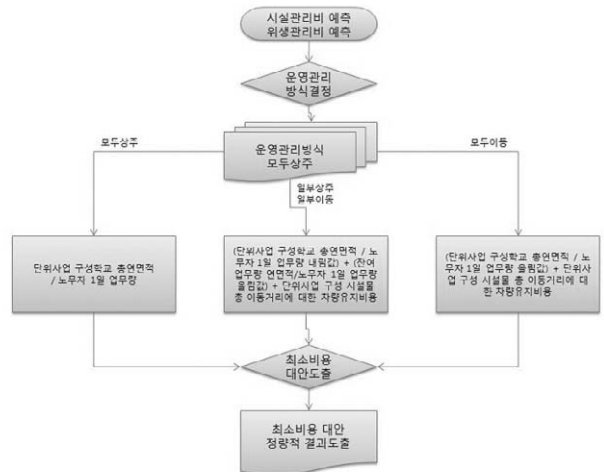 시설관리비 예측
위생관리비 예측
운영관리
방식결정
모두상주
운영관리방식
모두상주
모두이동
일부상주
일부이동
단위사업 구성학교 총연면적
/ 노무자 1일 업무량
(단위사업 구성학교 총연면적 / 노
무자 1일 업무량 내림값) + (잔여
업무량 연면적/노무자 1일 업무량
올림값) + 단위사업 구성 시설물
총 이동거리에 대한 차량유지비용
(단위사업 구성학교 총연면적 / 노
무자 1일 업무량 올림값) + 단위사
업 구성 시설물 총 이동거리에 대
한 차량유지비용
최소비용
대안도출
최소비용 대안
정량적 결과도출